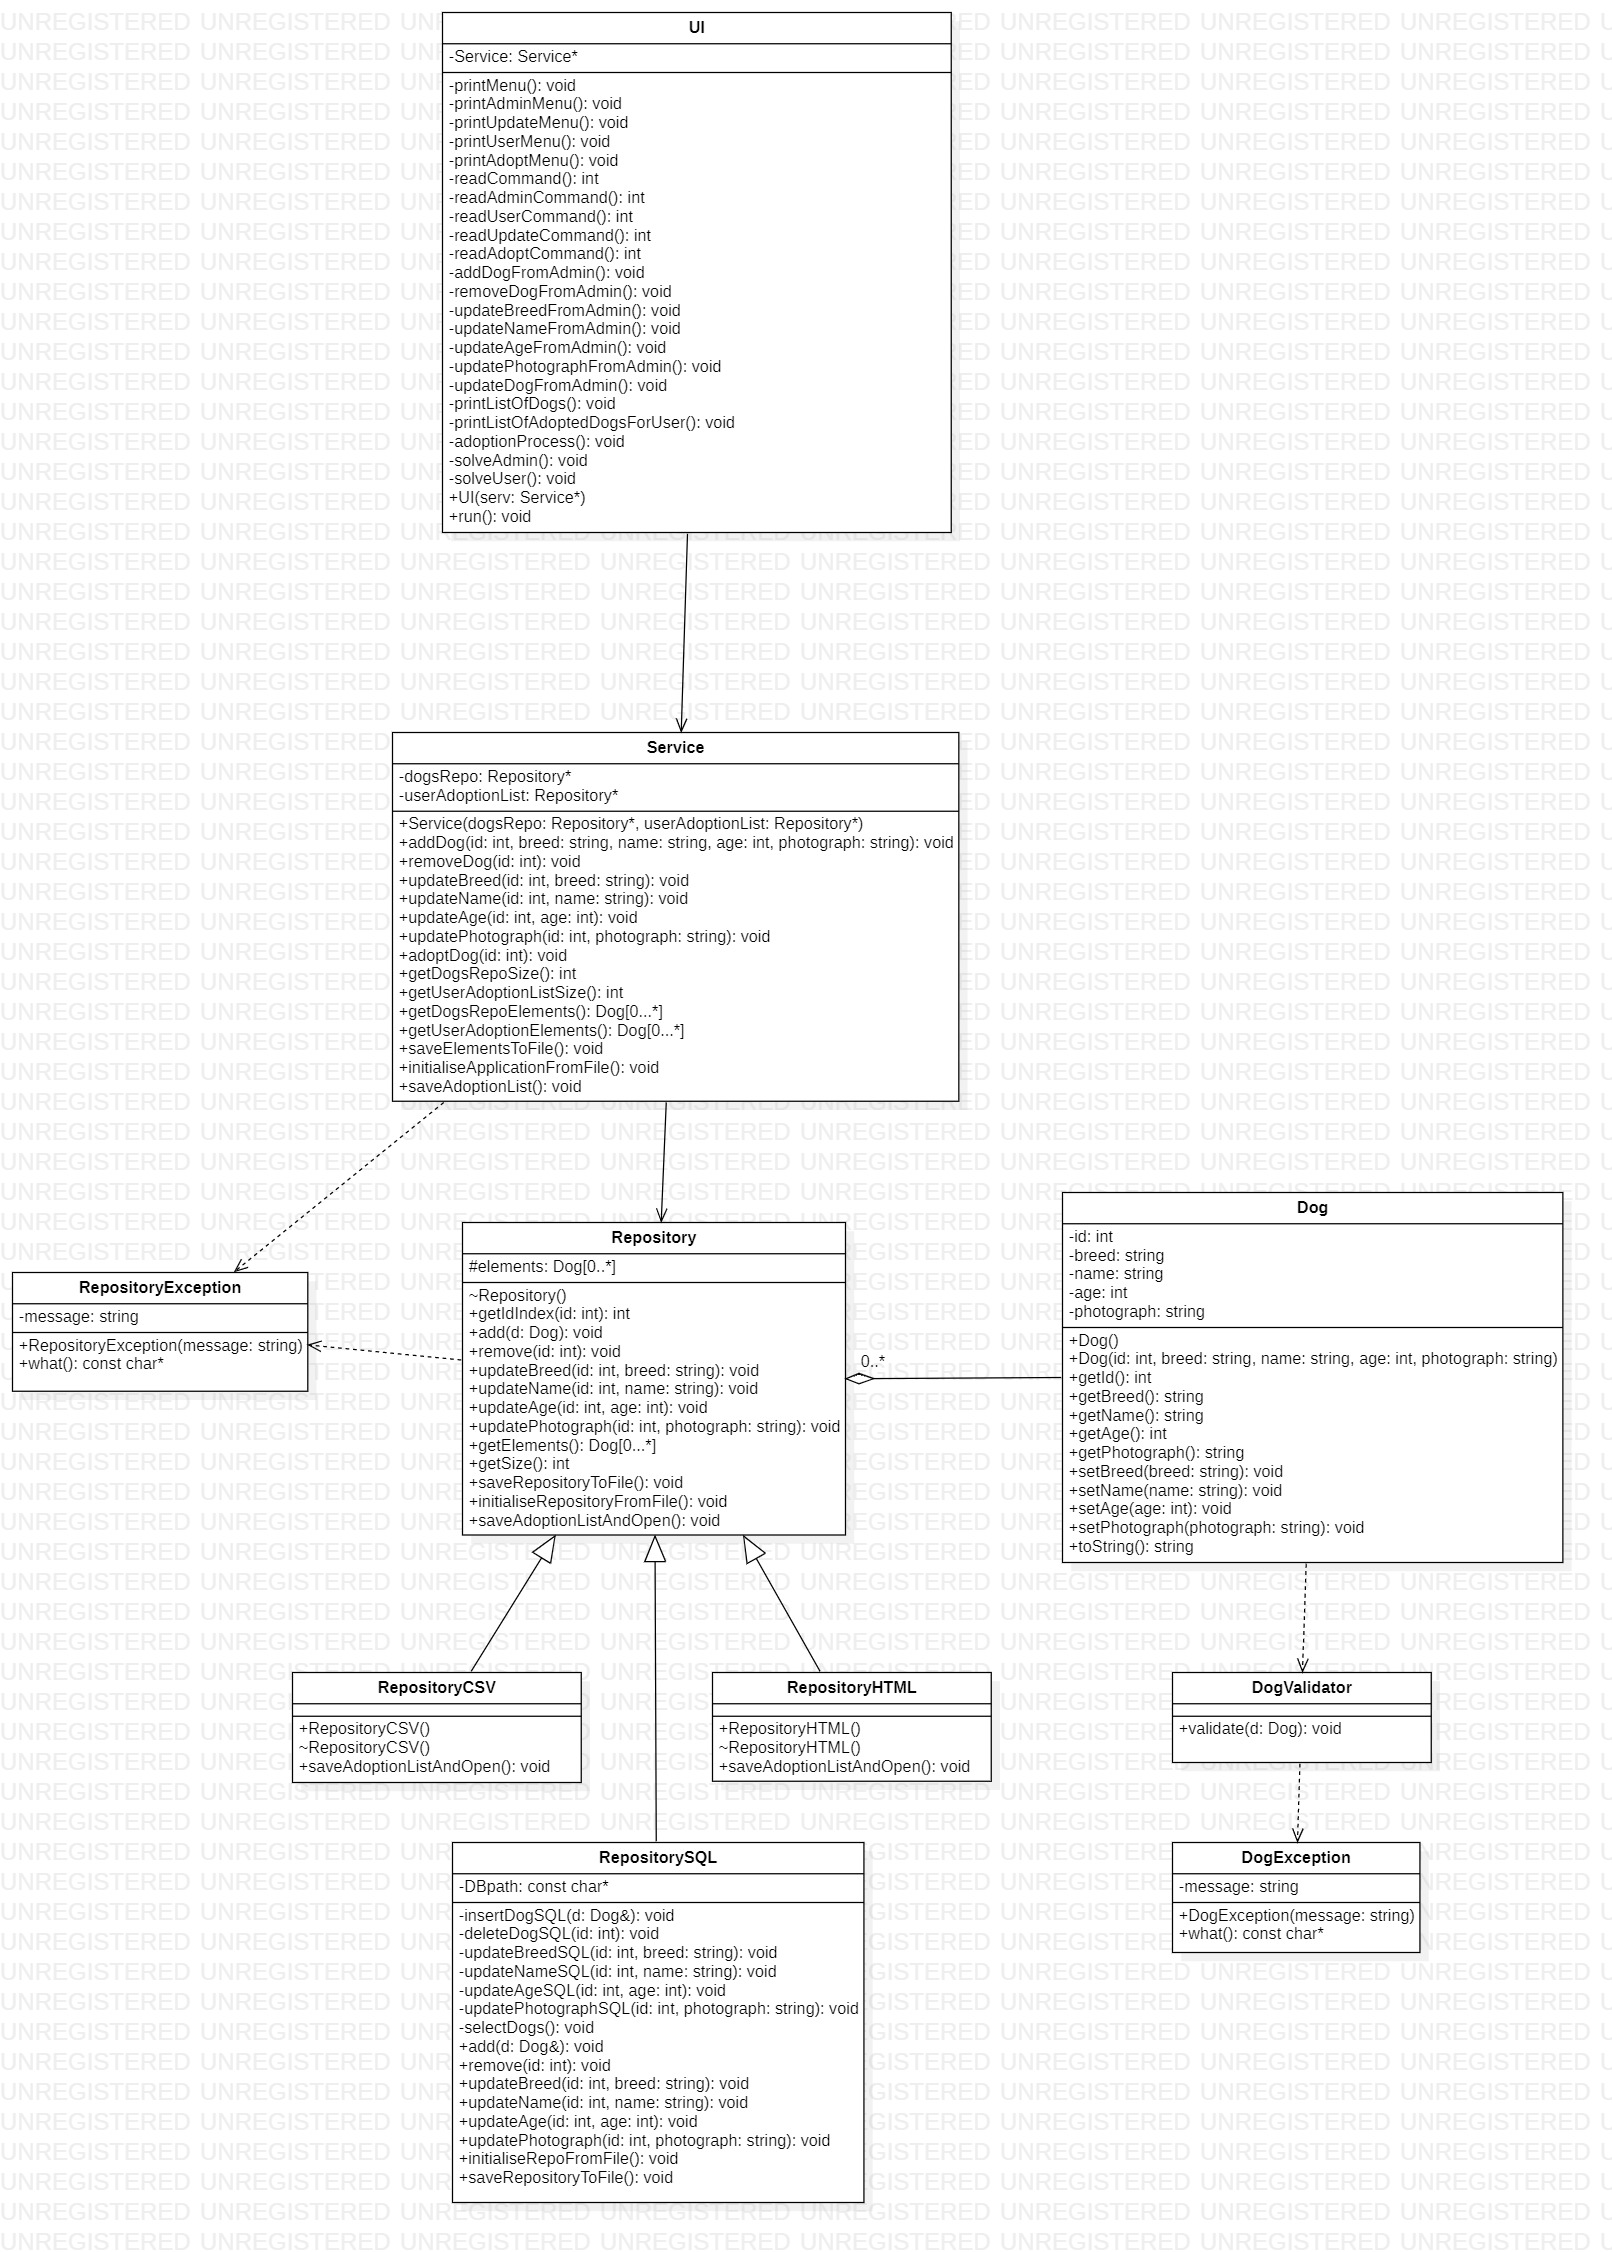 UI
-Service: Service*
-printMenu(): void
-printAdminMenu(): void
-printUpdateMenu(): void
-printUserMenu(): void
-printAdoptMenu(): void
-readCommand(): int
-readAdminCommand(): int
-readUserCommand(): int
-readUpdateCommand(): int
-readAdoptCommand(): int
-addDogFromAdmin(): void
-removeDogFromAdmin(): void
-updateBreedFromAdmin(): void
-updateNameFromAdmin(): void
-updateAgeFromAdmin(): void
-updatePhotographFromAdmin(): void
-updateDogFromAdmin(): void
-printListOfDogs(): void
-printListOfAdoptedDogsForUser(): void
-adoptionProcess(): void
-solveAdmin(): void
-solveUser(): void
+UI(serv: Service*)
+run(): void
Service
-dogsRepo: Repository*
-userAdoptionList: Repository*
+Service(dogsRepo: Repository*, userAdoptionList: Repository*)
+addDog(id: int, breed: string, name: string, age: int, photograph: string): void
+removeDog(id: int): void
+updateBreed(id: int, breed: string): void
+updateName(id: int, name: string): void
+updateAge(id: int, age: int): void
+updatePhotograph(id: int, photograph: string): void
+adoptDog(id: int): void
+getDogsRepoSize(): int
+getUserAdoptionListSize(): int
+getDogsRepoElements(): Dog[0...*]
+getUserAdoptionElements(): Dog[0...*]
+saveElementsToFile(): void
+initialiseApplicationFromFile(): void
+saveAdoptionList(): void
RepositoryException
-message: string
+RepositoryException(message: string)
+what(): const char*
Repository
#elements: Dog[0..*]
~Repository()
+getIdIndex(id: int): int
+add(d: Dog): void
+remove(id: int): void
+updateBreed(id: int, breed: string): void
+updateName(id: int, name: string): void
+updateAge(id: int, age: int): void
+updatePhotograph(id: int, photograph: string): void
+getElements(): Dog[0...*]
+getSize(): int
+saveRepositoryToFile(): void
+initialiseRepositoryFromFile(): void
+saveAdoptionListAndOpen(): void
0..*
Dog
-id: int
-breed: string
-name: string
-age: int
-photograph: string
+Dog()
+Dog(id: int, breed: string, name: string, age: int, photograph: string)
+getId(): int
+getBreed(): string
+getName(): string
+getAge(): int
+getPhotograph(): string
+setBreed(breed: string): void
+setName(name: string): void
+setAge(age: int): void
+setPhotograph(photograph: string): void
+toString(): string
RepositoryCSV
+RepositoryCSV()
~RepositoryCSV()
+saveAdoptionListAndOpen(): void
RepositoryHTML
+RepositoryHTML()
~RepositoryHTML()
+saveAdoptionListAndOpen(): void
DogValidator
+validate(d: Dog): void
RepositorySQL
-DBpath: const char*
-insertDogSQL(d: Dog&): void
-deleteDogSQL(id: int): void
-updateBreedSQL(id: int, breed: string): void
-updateNameSQL(id: int, name: string): void
-updateAgeSQL(id: int, age: int): void
-updatePhotographSQL(id: int, photograph: string): void
-selectDogs(): void
+add(d: Dog&): void
+remove(id: int): void
+updateBreed(id: int, breed: string): void
+updateName(id: int, name: string): void
+updateAge(id: int, age: int): void
+updatePhotograph(id: int, photograph: string): void
+initialiseRepoFromFile(): void
+saveRepositoryToFile(): void
DogException
-message: string
+DogException(message: string)
+what(): const char*